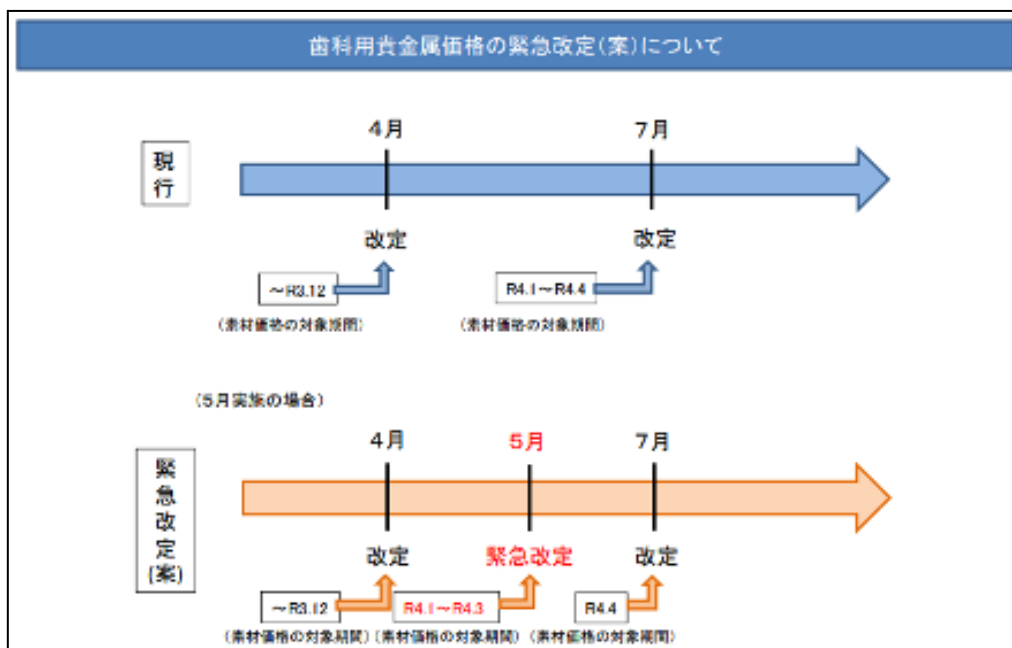 歯科用貴金属価格の緊急改定(案)について
4月
7月
現行
改定
改定
～R3.12
R4.1～R4.4
(素材価格の対象期間)
(素材価格の対象期間)
(5月実施の場合)
4月
5月
7月
緊急改定(案)
改定
緊急改定
改定
～R3.12
R4.1～R4.3
R4.4
(素材価格の対象期間)
(素材価格の対象期間)
(素材価格の対象期間)